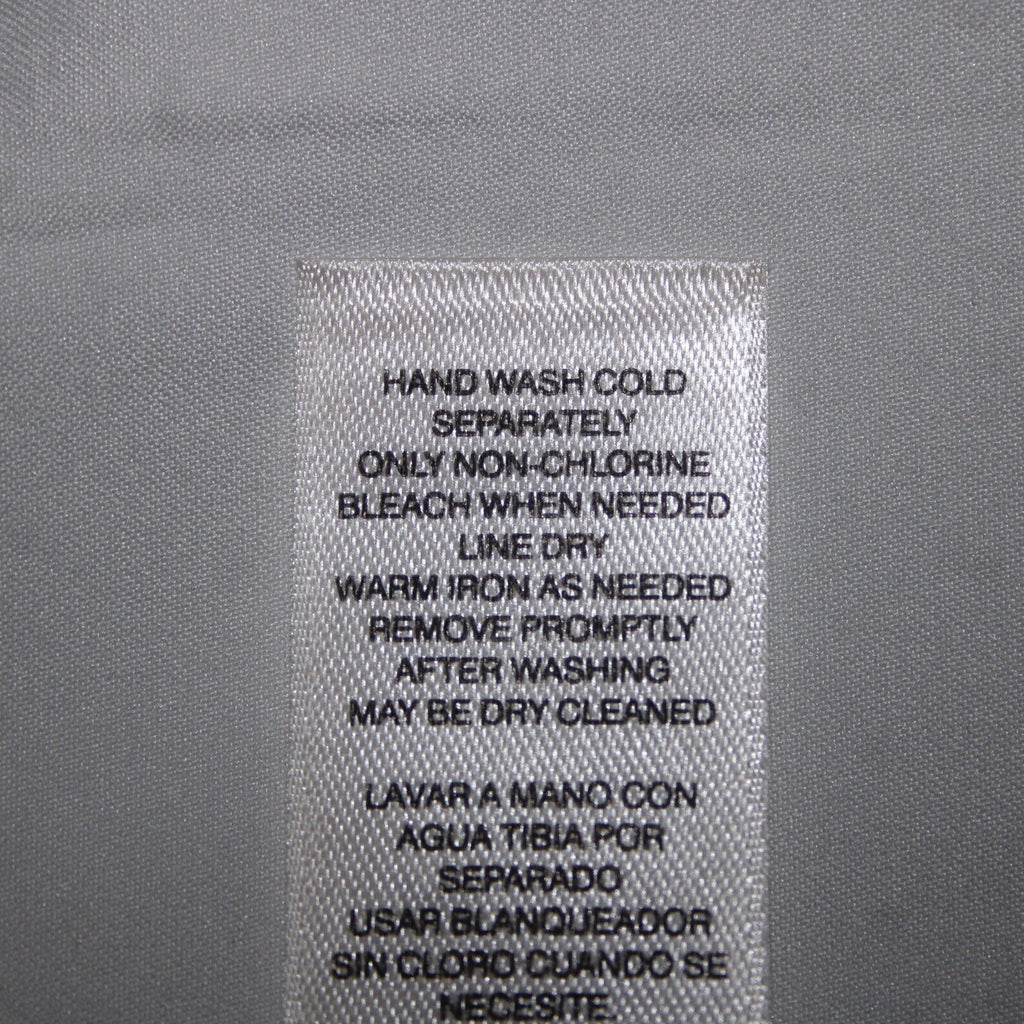 HAND WASH COLD
SEPARATELY
ONLY NON-CHLORINE
BLEACH WHEN NEEDED
LINE DRY
WARM IRON AS NEEDED
REMOVE PROMPTLY
AFTER WASHING
MAY BE DRY CLEANED
LAVAR A MANO CON
AGUA TIBIA POR
SEPARADO
USAR BLANQUEADOR
SIN CLORO CUANDO SE
NECESITE.